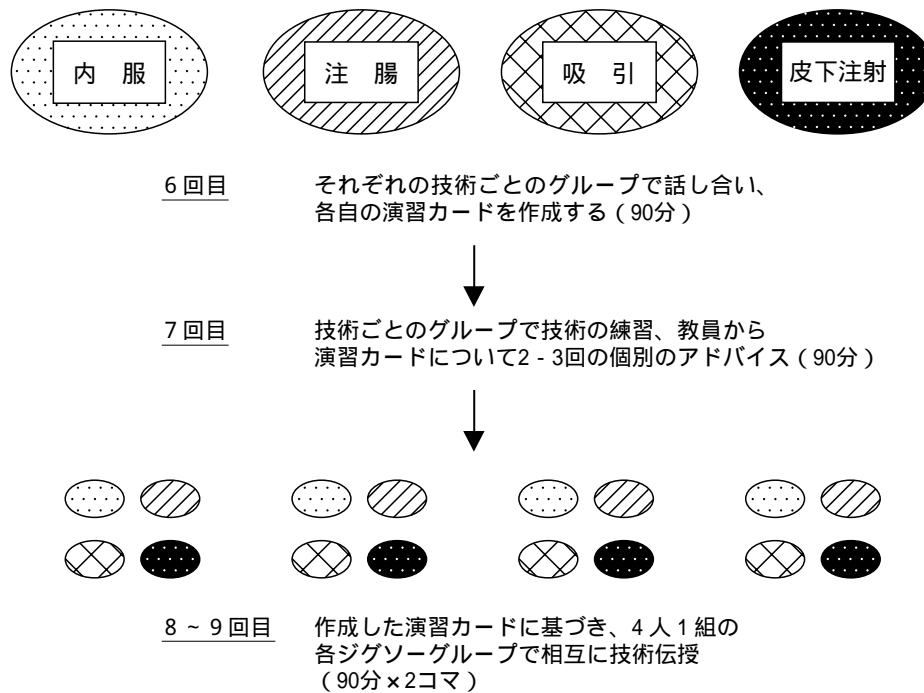 内 服
注 腸
吸 引
皮下注射
6回目 それぞれの技術ごとのグループで話し合い、
各自の演習カードを作成する（90分）
7回目 技術ごとのグループで技術の練習、教員から
演習カードについて2-3回の個別のアドバイス（90分）
8~9回目 作成した演習カードに基づき、4人1組の
各ジグソーグループで相互に技術伝授
（90分×2コマ）